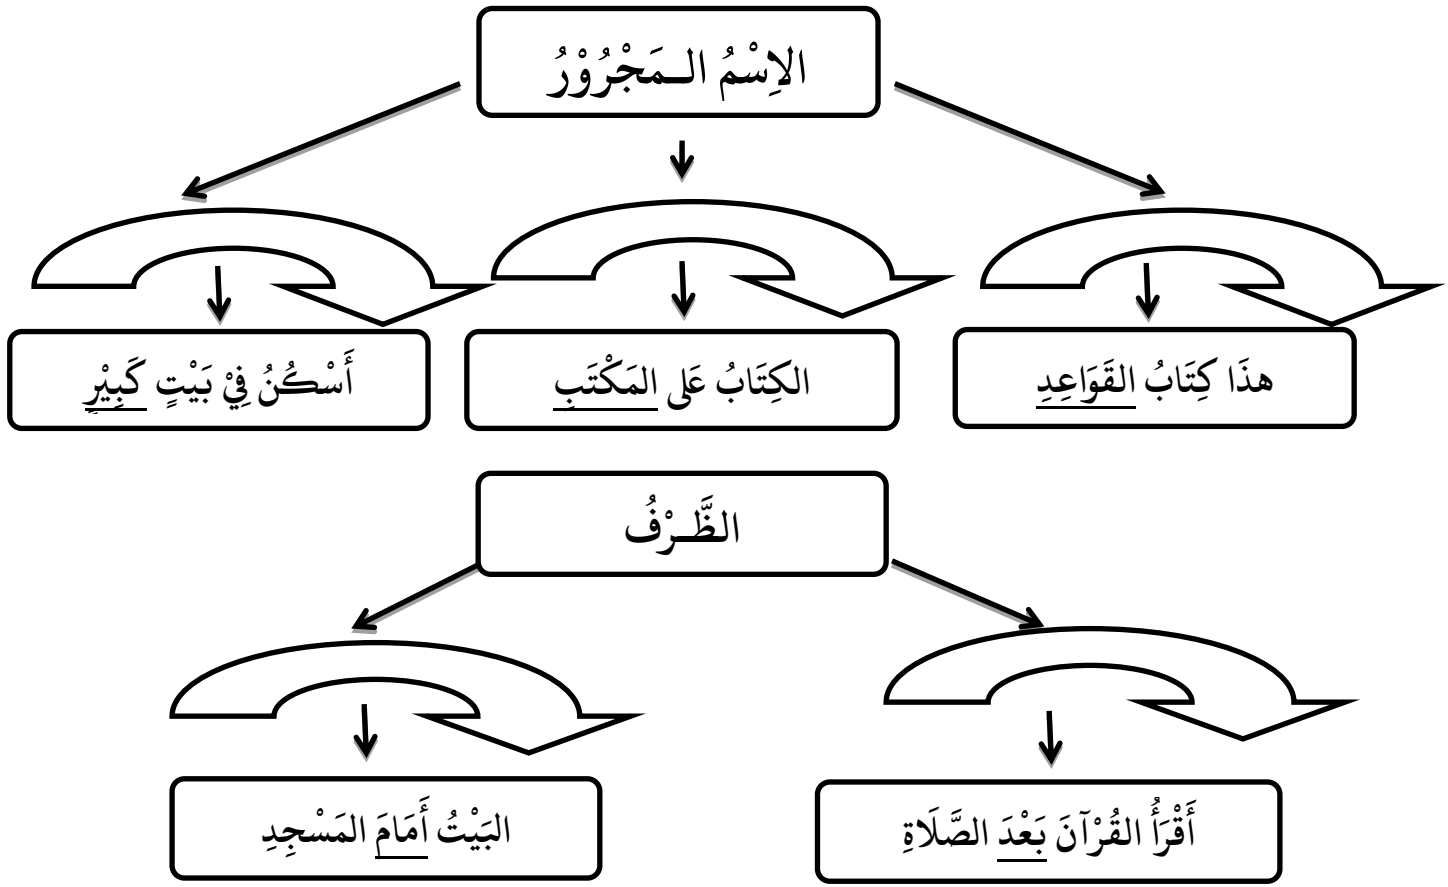 الاِسْمُ الـمَجْرُوْرُ
هذَا كِتَابُ القَوَاعِدِ
الكِتَابُ عَلى المَكْتَبِ
أَسْكُنُ فِيْ بَيْتٍ كَبِيْرٍ
الظَّـرْفُ
أَقْرَأُ القُرْآنَ بَعْدَ الصَّلَاةِ
البَيْتُ أَمَامَ المَسْجِدِ